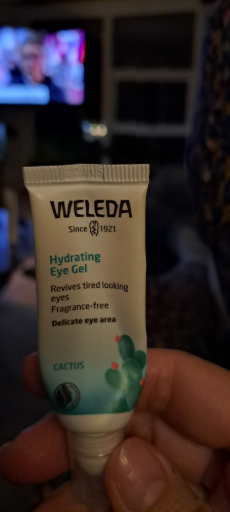 WELEDA
Since 1921
Hydrating
Eye Gel
Revives tired looking
eyes
Fragrance-free
Delicate eye area
CACTUS